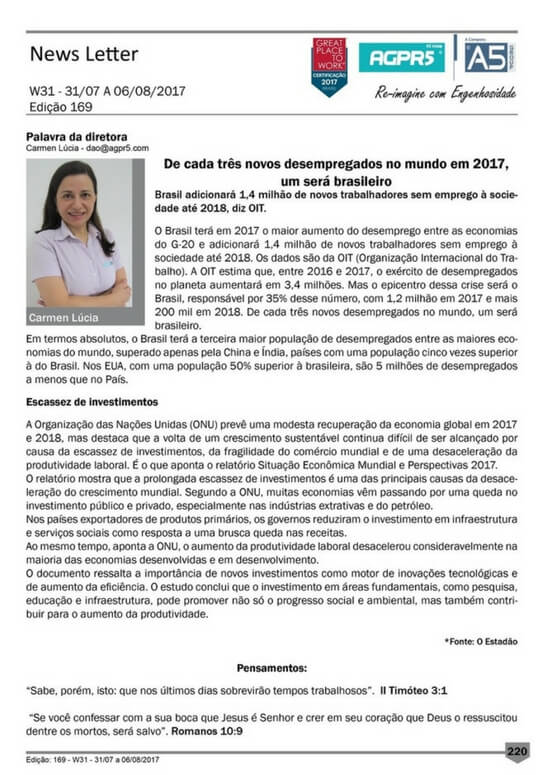 News Letter
GREAT
PLACE
TO
WORK®
CERTIFICAÇÃO
2017
AGPR5
A Company
A5
W31 - 31/07 A 06/08/2017
Re-imagine com Engenhosidade
Edição 169
Palavra da diretora
Carmen Lúcia - dao@agpr5.com
De cada três novos desempregados no mundo em 2017,
um será brasileiro
Brasil adicionará 1,4 milhão de novos trabalhadores sem emprego à socie-
dade até 2018, diz OIT.
O Brasil terá em 2017 o maior aumento do desemprego entre as economias
do G-20 e adicionará 1,4 milhão de novos trabalhadores sem emprego à
sociedade até 2018. Os dados são da OIT (Organização Internacional do Tra-
balho). A OIT estima que, entre 2016 e 2017, o exército de desempregados
no planeta aumentará em 3,4 milhões. Mas o epicentro dessa crise será o
Brasil, responsável por 35% desse número, com 1,2 milhão em 2017 e mais
200 mil em 2018. De cada três novos desempregados no mundo, um será
brasileiro.
Carmen Lúcia
Em termos absolutos, o Brasil terá a terceira maior população de desempregados entre as maiores eco-
nomias do mundo, superado apenas pela China e Índia, países com uma população cinco vezes superior
à do Brasil. Nos EUA, com uma população 50% superior à brasileira, são 5 milhões de desempregados
a menos que no País.
Escassez de investimentos
A Organização das Nações Unidas (ONU) prevê uma modesta recuperação da economia global em 2017
e 2018, mas destaca que a volta de um crescimento sustentável continua difícil de ser alcançado por
causa da escassez de investimentos, da fragilidade do comércio mundial e de uma desaceleração da
produtividade laboral. É o que aponta o relatório Situação Econômica Mundial e Perspectivas 2017.
O relatório mostra que a prolongada escassez de investimentos é uma das principais causas da desace-
leração do crescimento mundial. Segundo a ONU, muitas economias vêm passando por uma queda no
investimento público e privado, especialmente nas indústrias extrativas e do petróleo.
Nos países exportadores de produtos primários, os governos reduziram o investimento em infraestrutura
e serviços sociais como resposta a uma brusca queda nas receitas.
Ao mesmo tempo, aponta a ONU, o aumento da produtividade laboral desacelerou consideravelmente na
maioria das economias desenvolvidas e em desenvolvimento.
O documento ressalta a importância de novos investimentos como motor de inovações tecnológicas e
de aumento da eficiência. O estudo conclui que o investimento em áreas fundamentais, como pesquisa,
educação e infraestrutura, pode promover não só o progresso social e ambiental, mas também contri-
buir para o aumento da produtividade.
*Fonte: O Estadão
Pensamentos:
“Sabe, porém, isto: que nos últimos dias sobrevirão tempos trabalhosos”. II Timóteo 3:1
“Se você confessar com a sua boca que Jesus é Senhor e crer em seu coração que Deus o ressuscitou
dentre os mortos, será salvo”. Romanos 10:9
220
Edição: 169 - W31 - 31/07 a 06/08/2017